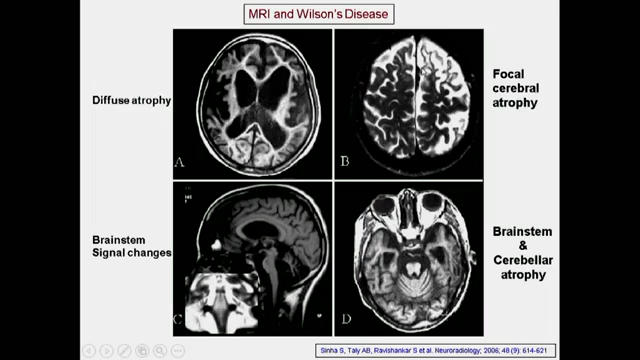 MRI and Wilson's Disease
Diffuse atrophy
A
B
Focal
cerebral
atrophy
Brainstem
Signal changes
C
D
Brainstem
&
Cerebellar
atrophy
Sinha S, Taly AB, Ravishankar S et al. Neuroradiology; 2006; 48 (9): 614-621